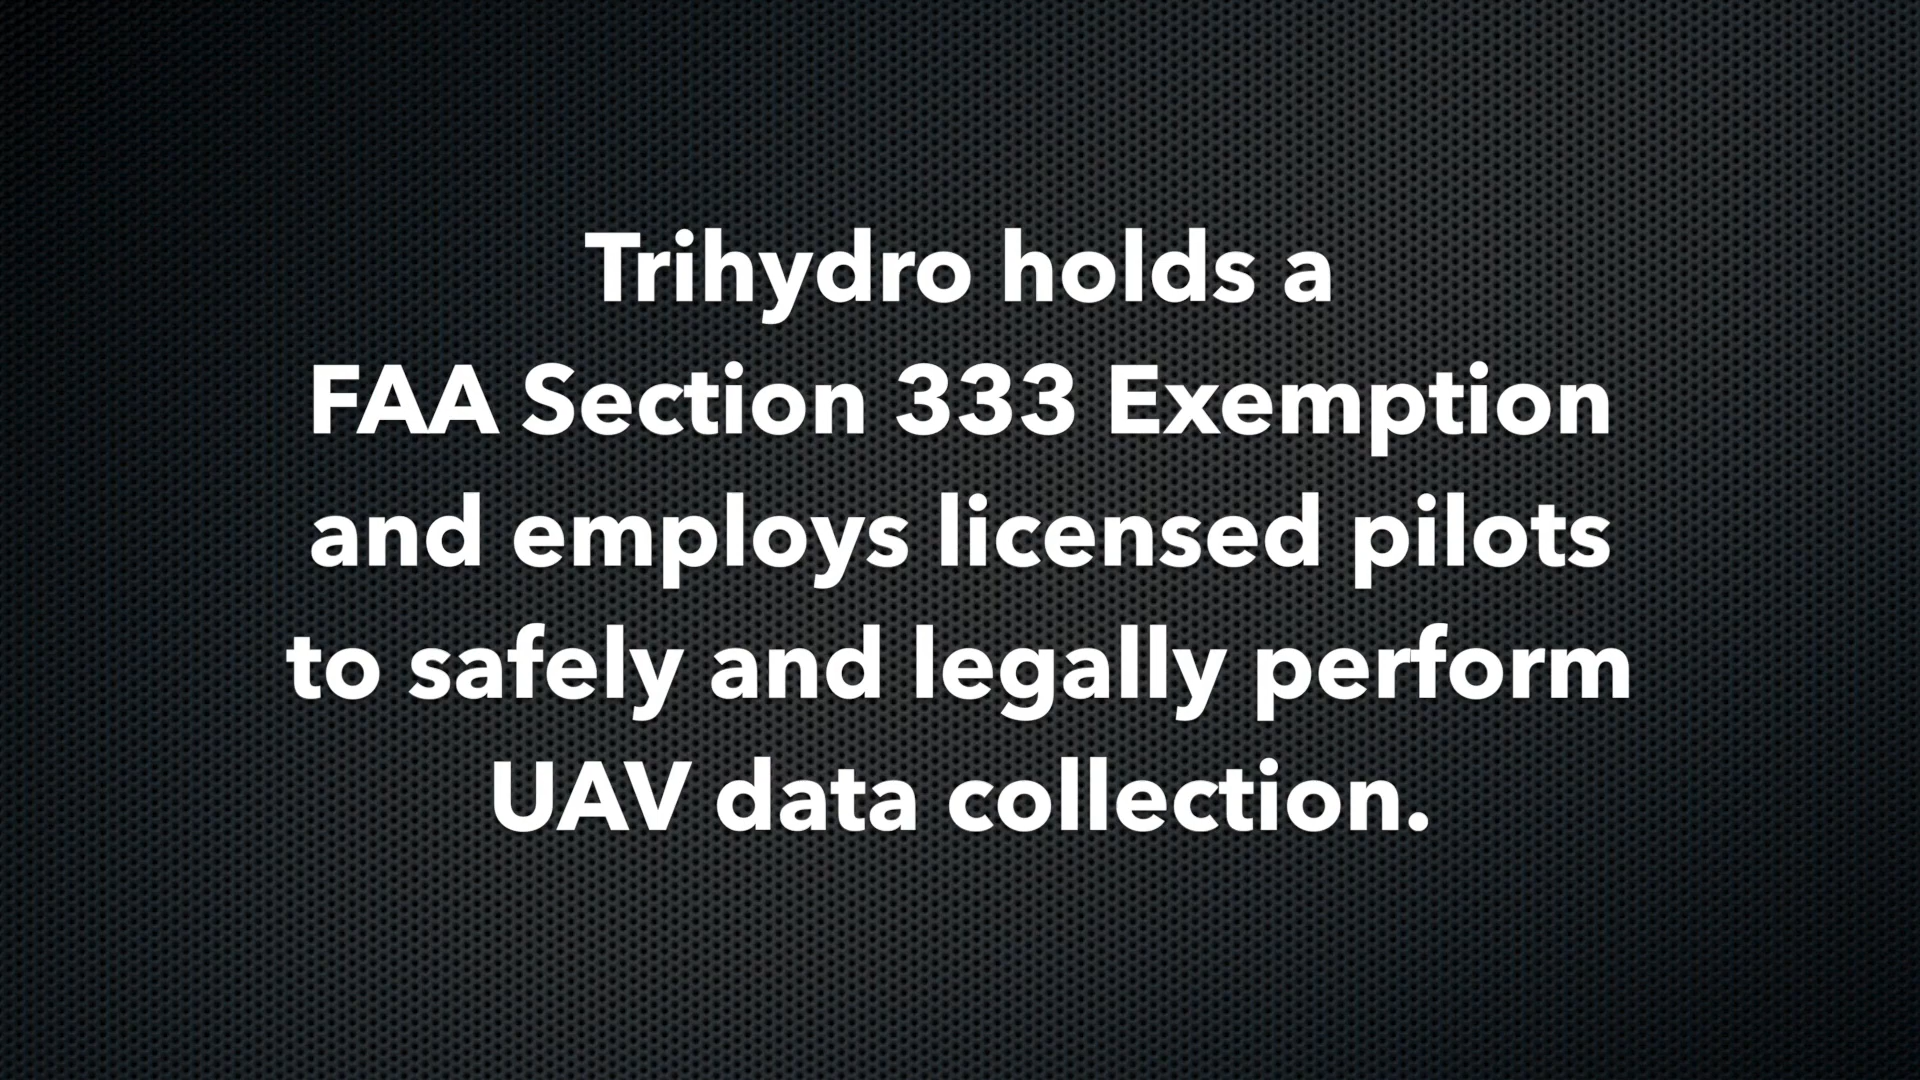 Trihydro holds a
FAA Section 333 Exemption
and employs licensed pilots
to safely and legally perform
UAV data collection.